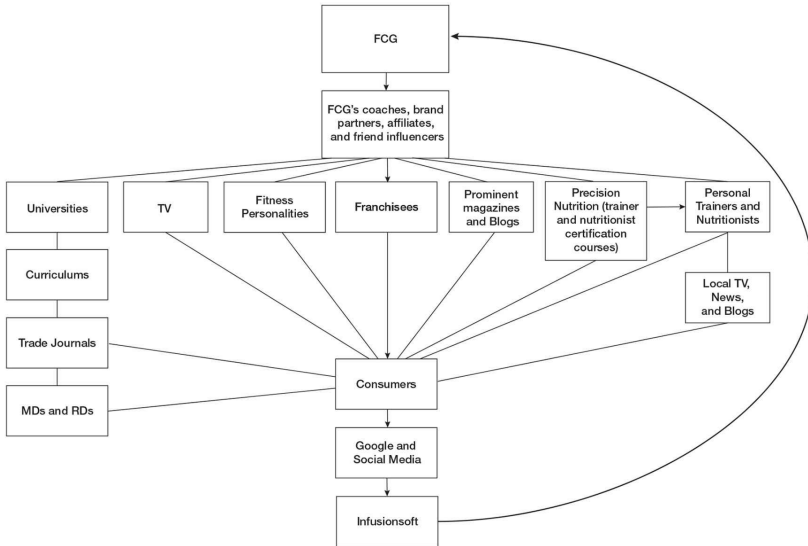 FCG
FCG's coaches, brand
partners, affiliates,
and friend influencers
Universities
TV
Fitness
Personalities
Franchisees
Prominent
magazines
and Blogs
Precision
Nutrition (trainer
and nutritionist
certification
courses)
Personal
Trainers and
Nutritionists
Curriculums
Local TV,
News,
and Blogs
Trade Journals
Consumers
MDs and RDs
Google and
Social Media
Infusionsoft